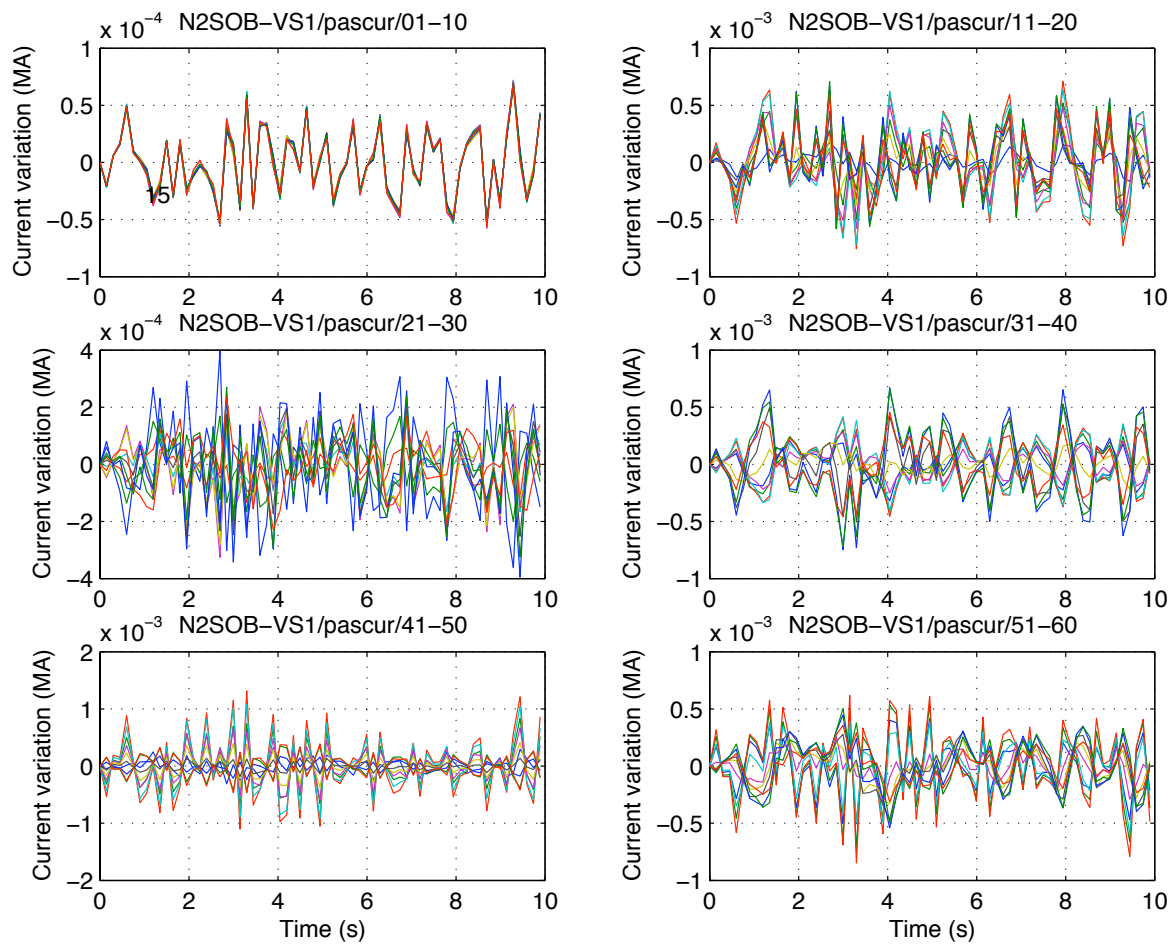 x 10⁻⁴ N2SOB−VS1/pascur/01−10
Current variation (MA)
1
0.5
0
−0.5
−1
15
0 2 4 6 8 10
x 10⁻³ N2SOB−VS1/pascur/11−20
Current variation (MA)
1
0.5
0
−0.5
−1
0 2 4 6 8 10
x 10⁻⁴ N2SOB−VS1/pascur/21−30
Current variation (MA)
4
2
0
−2
−4
0 2 4 6 8 10
x 10⁻³ N2SOB−VS1/pascur/31−40
Current variation (MA)
1
0.5
0
−0.5
−1
0 2 4 6 8 10
x 10⁻³ N2SOB−VS1/pascur/41−50
Current variation (MA)
2
1
0
−1
−2
0 2 4 6 8 10
Time (s)
x 10⁻³ N2SOB−VS1/pascur/51−60
Current variation (MA)
1
0.5
0
−0.5
−1
0 2 4 6 8 10
Time (s)